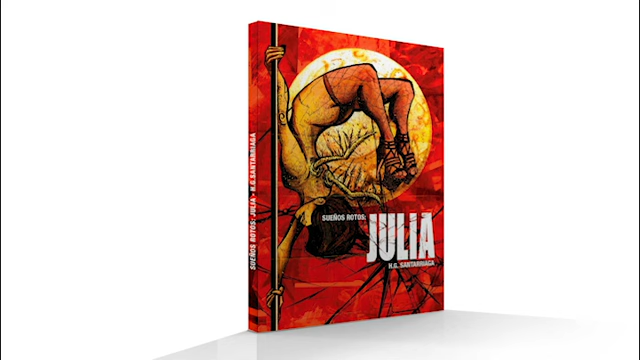 SUEÑOS ROTOS: JULIA - H.G.SANTARRIAGA
SUEÑOS ROTOS:
JULIA
H.G. SANTARRIAGA